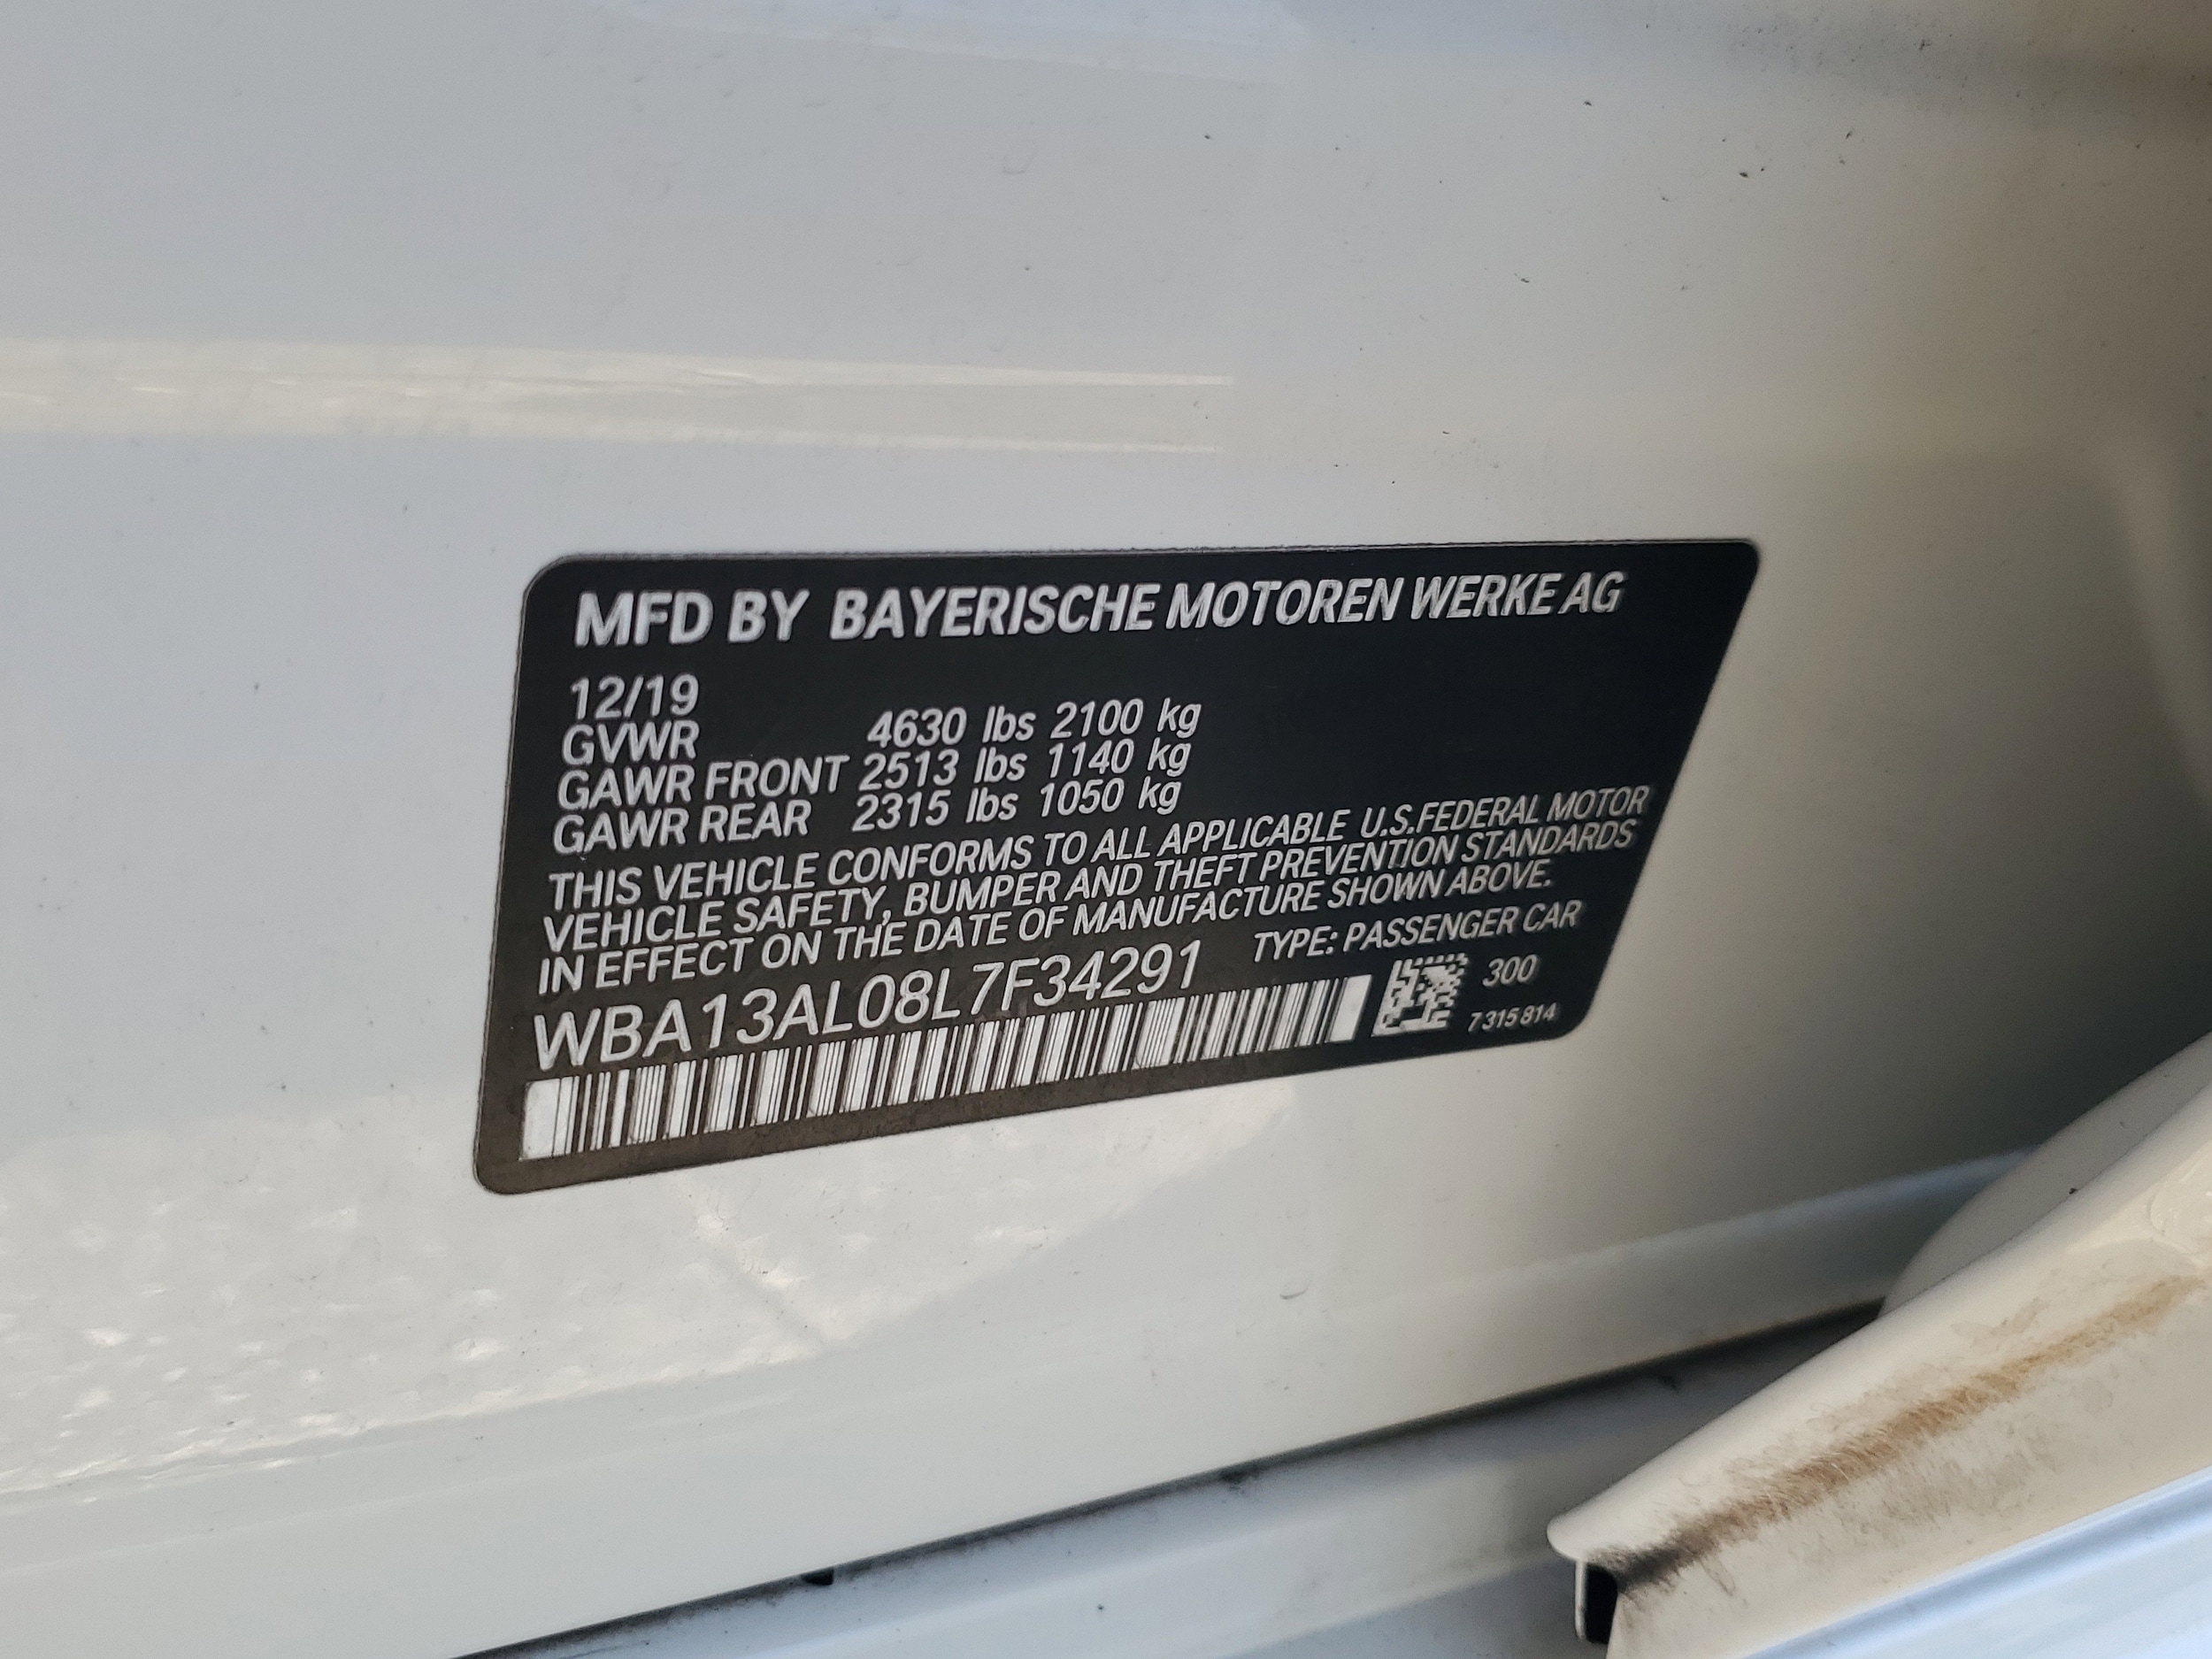 MFD BY BAYERISCHE MOTOREN WERKE AG
12/19
GVWR 4630 lbs 2100 kg
GAWR FRONT 2513 lbs 1140 kg
GAWR REAR 2315 lbs 1050 kg
THIS VEHICLE CONFORMS TO ALL APPLICABLE U.S.FEDERAL MOTOR
VEHICLE SAFETY, BUMPER AND THEFT PREVENTION STANDARDS
IN EFFECT ON THE DATE OF MANUFACTURE SHOWN ABOVE.
WBA13AL08L7F34291 TYPE: PASSENGER CAR
300
7 315 814